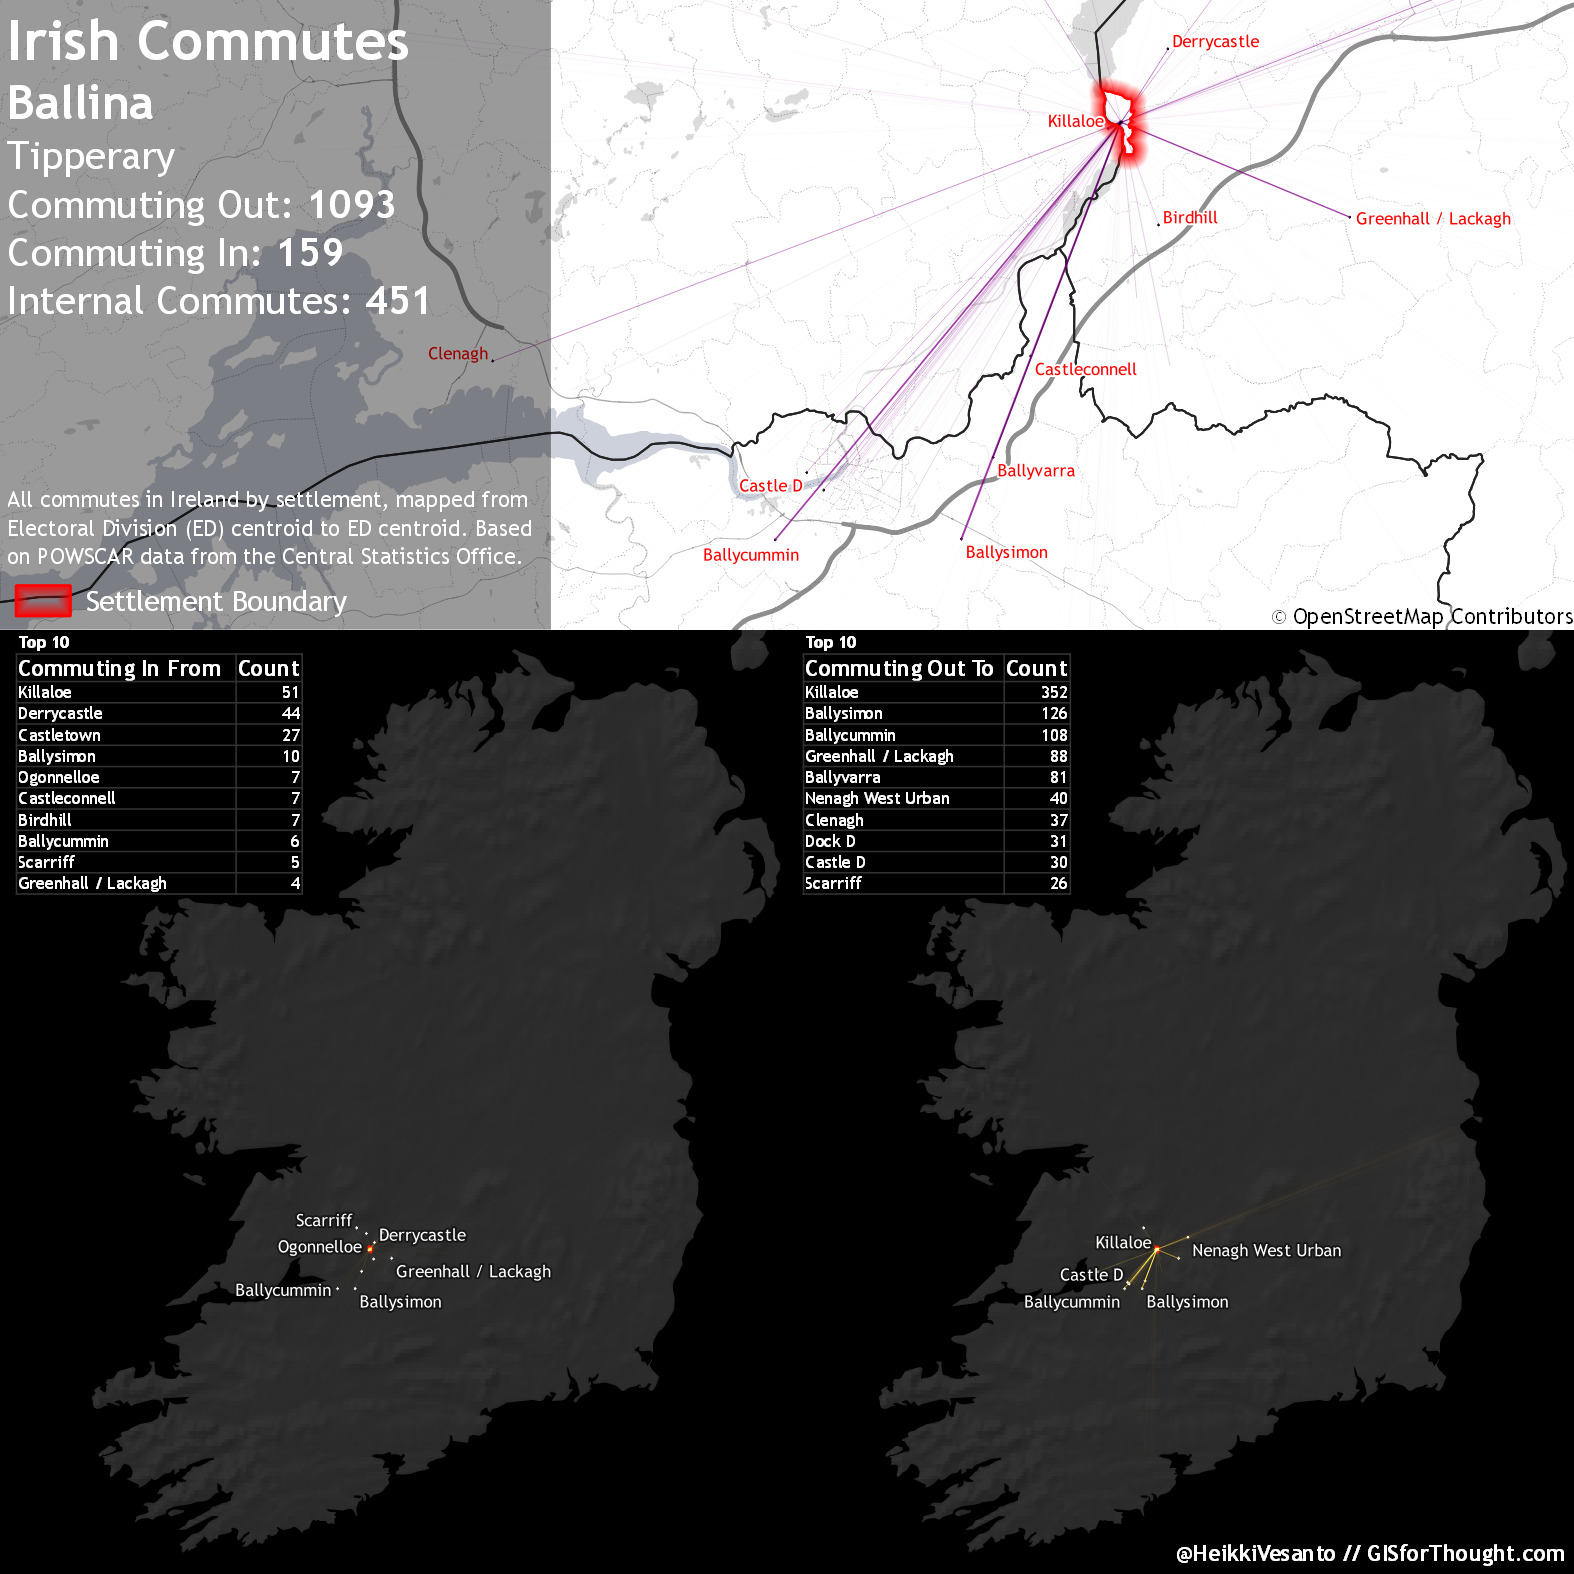 Irish Commutes
Ballina
Tipperary
Commuting Out: 1093
Commuting In: 159
Internal Commutes: 451
All commutes in Ireland by settlement, mapped from
Electoral Division (ED) centroid to ED centroid. Based
on POWSCAR data from the Central Statistics Office.
Settlement Boundary
Derrycastle
Killaloe
Birdhill
Greenhall / Lackagh
Clenagh
Castleconnell
Ballyvarra
Castle D
Ballycummin
Ballysimon
© OpenStreetMap Contributors
Top 10
Commuting In From Count
Killaloe 51
Derrycastle 44
Castletown 27
Ballysimon 10
Ogonnelloe 7
Castleconnell 7
Birdhill 7
Ballycummin 6
Scarriff 5
Greenhall / Lackagh 4
Top 10
Commuting Out To Count
Killaloe 352
Ballysimon 126
Ballycummin 108
Greenhall / Lackagh 88
Ballyvarra 81
Nenagh West Urban 40
Clenagh 37
Dock D 31
Castle D 30
Scarriff 26
Scarriff
Derrycastle
Ogonnelloe
Greenhall / Lackagh
Ballycummin
Ballysimon
Killaloe
Nenagh West Urban
Castle D
Ballycummin
Ballysimon
@HeikkiVesanto // GISforThought.com